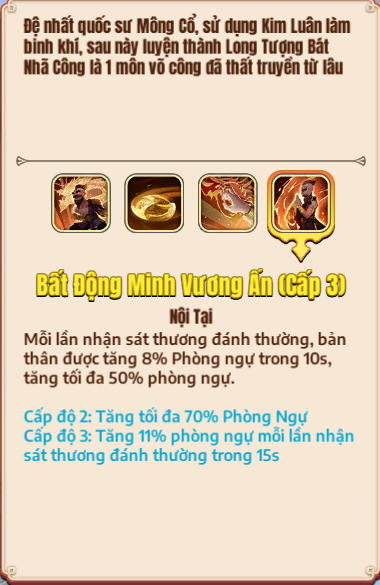 Đệ nhất quốc sư Mông Cổ, sử dụng Kim Luân làm
binh khí, sau này luyện thành Long Tượng Bát
Nhã Công là 1 môn võ công đã thất truyền từ lâu
Bất Động Minh Vương Ấn (Cấp 3)
Nội Tại
Mỗi lần nhận sát thương đánh thường, bản
thân được tăng 8% Phòng ngự trong 10s,
tăng tối đa 50% phòng ngự.
Cấp độ 2: Tăng tối đa 70% Phòng Ngự
Cấp độ 3: Tăng 11% phòng ngự mỗi lần nhận
sát thương đánh thường trong 15s